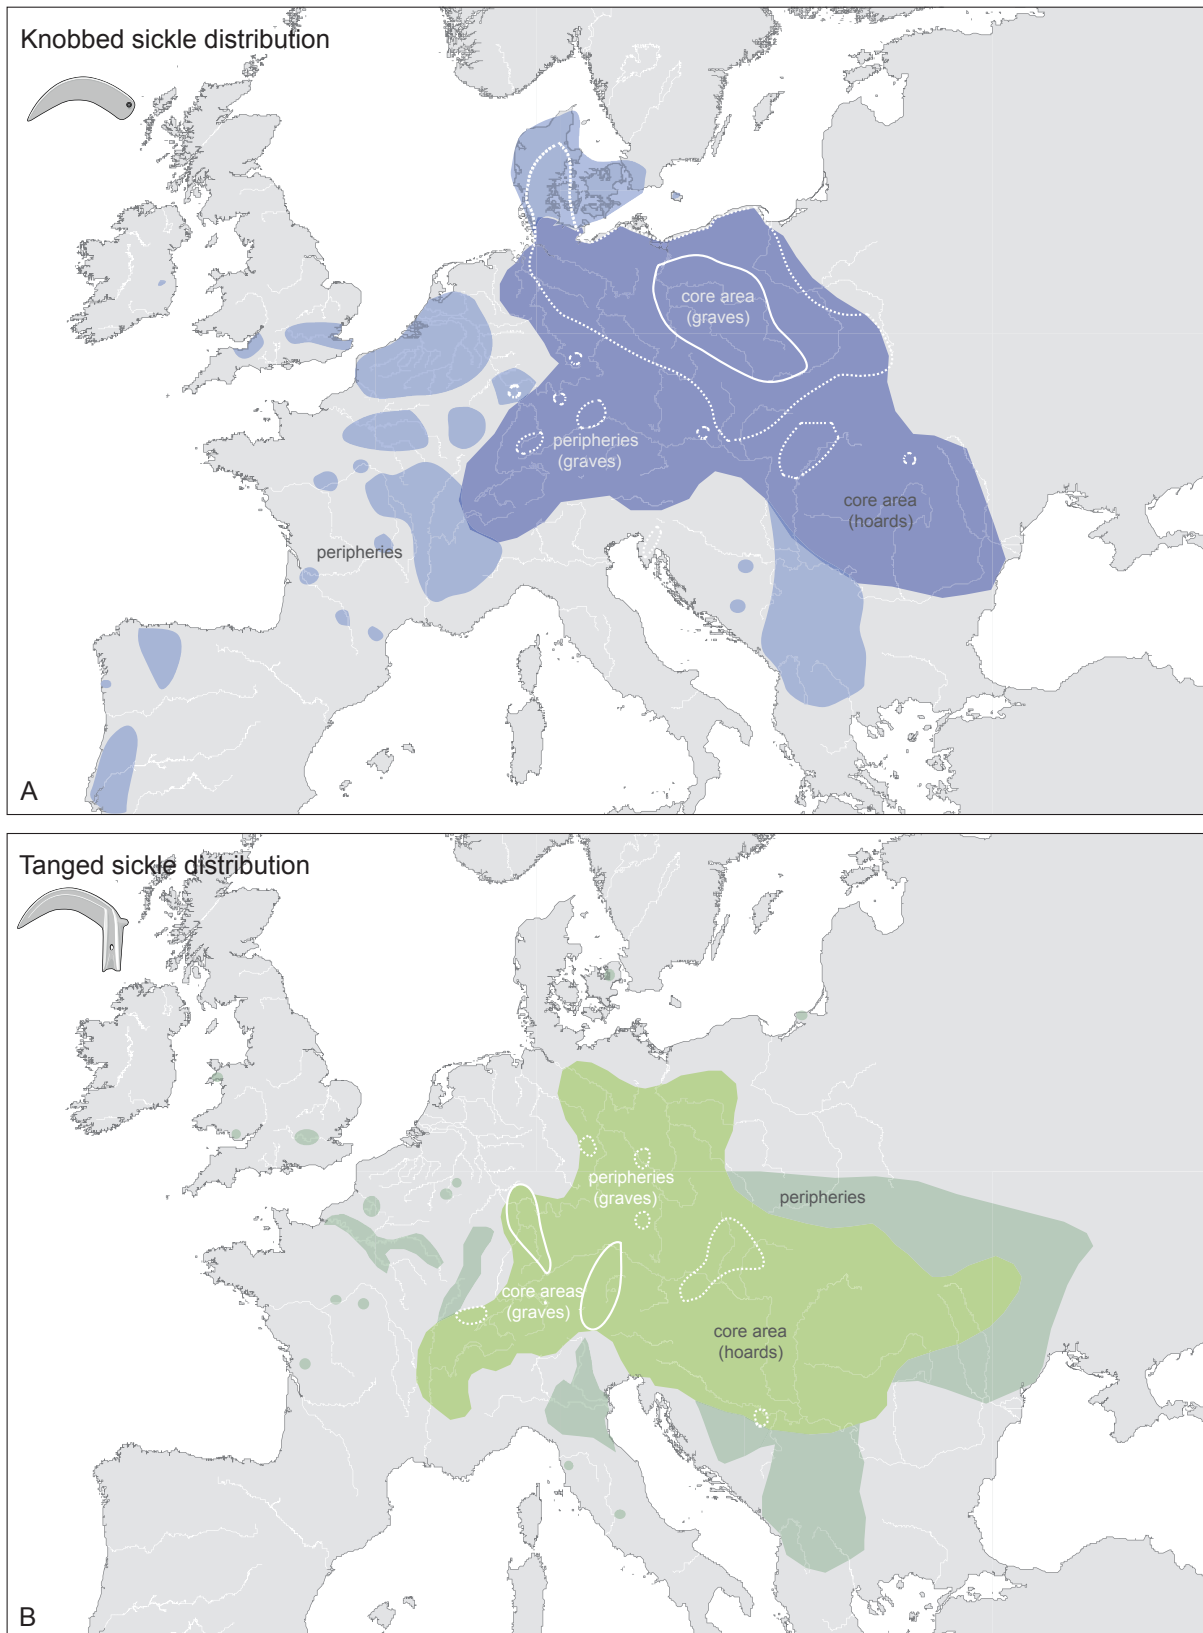 Knobbed sickle distribution
core area
(graves)
peripheries
(graves)
core area
(hoards)
peripheries
A
Tanged sickle distribution
peripheries
(graves)
peripheries
core areas
(graves)
core area
(hoards)
B